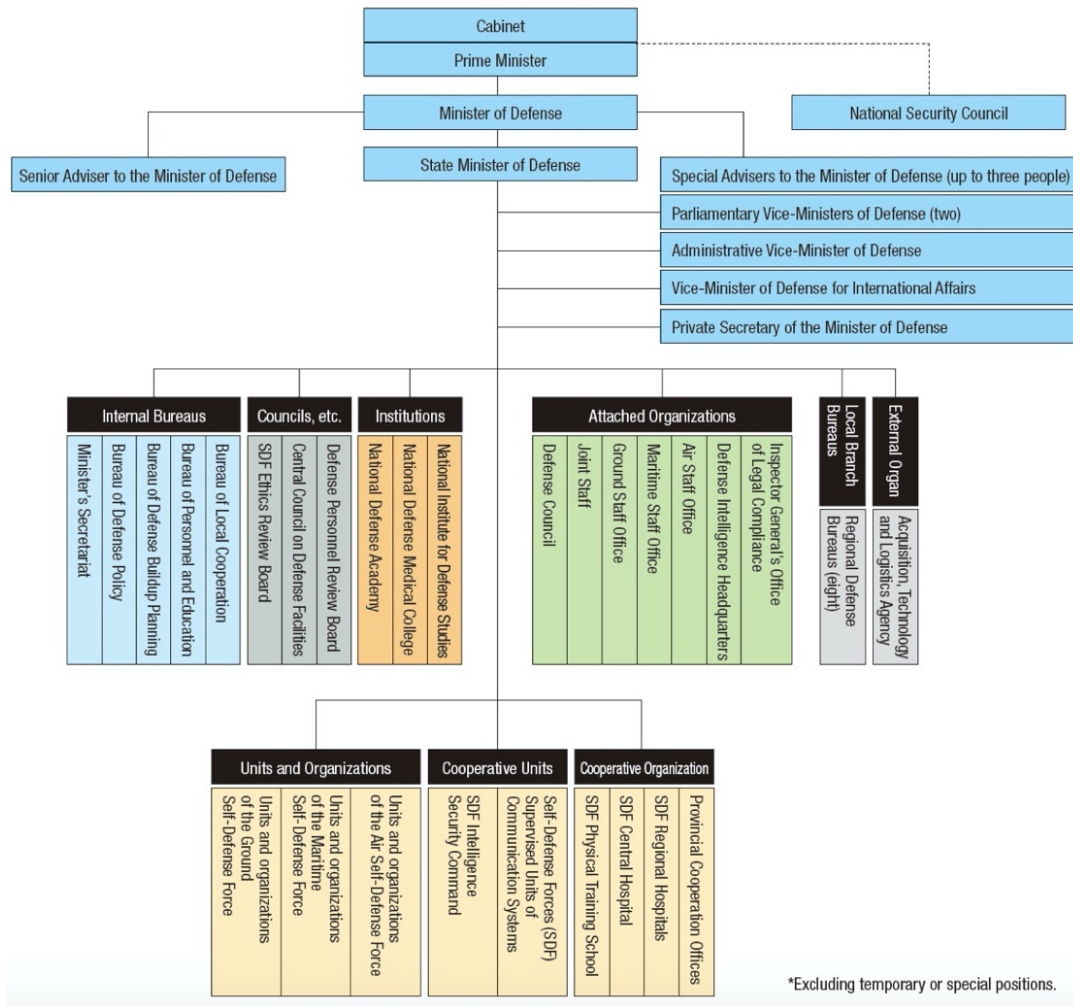 Cabinet
Prime Minister
Minister of Defense
National Security Council
Senior Adviser to the Minister of Defense
State Minister of Defense
Special Advisers to the Minister of Defense (up to three people)
Parliamentary Vice-Ministers of Defense (two)
Administrative Vice-Minister of Defense
Vice-Minister of Defense for International Affairs
Private Secretary of the Minister of Defense
Internal Bureaus
Minister's Secretariat
Bureau of Defense Policy
Bureau of Defense Buildup Planning
Bureau of Personnel and Education
Bureau of Local Cooperation
Councils, etc.
SDF Ethics Review Board
Central Council on Defense Facilities
Defense Personnel Review Board
Institutions
National Defense Academy
National Defense Medical College
National Institute for Defense Studies
Attached Organizations
Defense Council
Joint Staff
Ground Staff Office
Maritime Staff Office
Air Staff Office
Defense Intelligence Headquarters
Inspector General's Office
of Legal Compliance
Local Branch
Bureaus
Regional Defense
Bureaus (eight)
External Organ
Acquisition, Technology
and Logistics Agency
Units and Organizations
Units and organizations
of the Ground
Self-Defense Force
Units and organizations
of the Maritime
Self-Defense Force
Units and organizations
of the Air Self-Defense Force
Cooperative Units
SDF Intelligence
Security Command
Self-Defense Forces (SDF)
Supervised Units of
Communication Systems
Cooperative Organization
SDF Physical Training School
SDF Central Hospital
SDF Regional Hospitals
Provincial Cooperation Offices
*Excluding temporary or special positions.